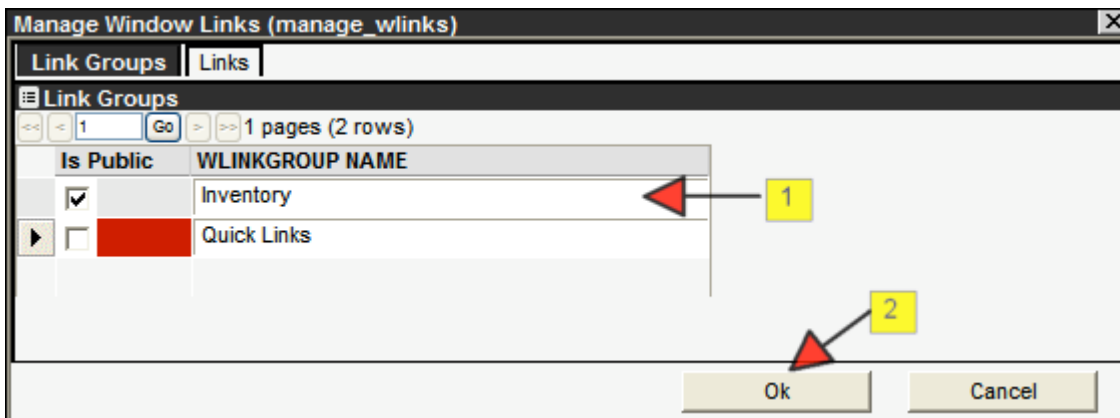 Manage Window Links (manage_wlinks)
Link Groups Links
Link Groups
<< < 1 Go > >> 1 pages (2 rows)
Is Public WLINKGROUP NAME
Inventory 1
Quick Links
2
Ok Cancel